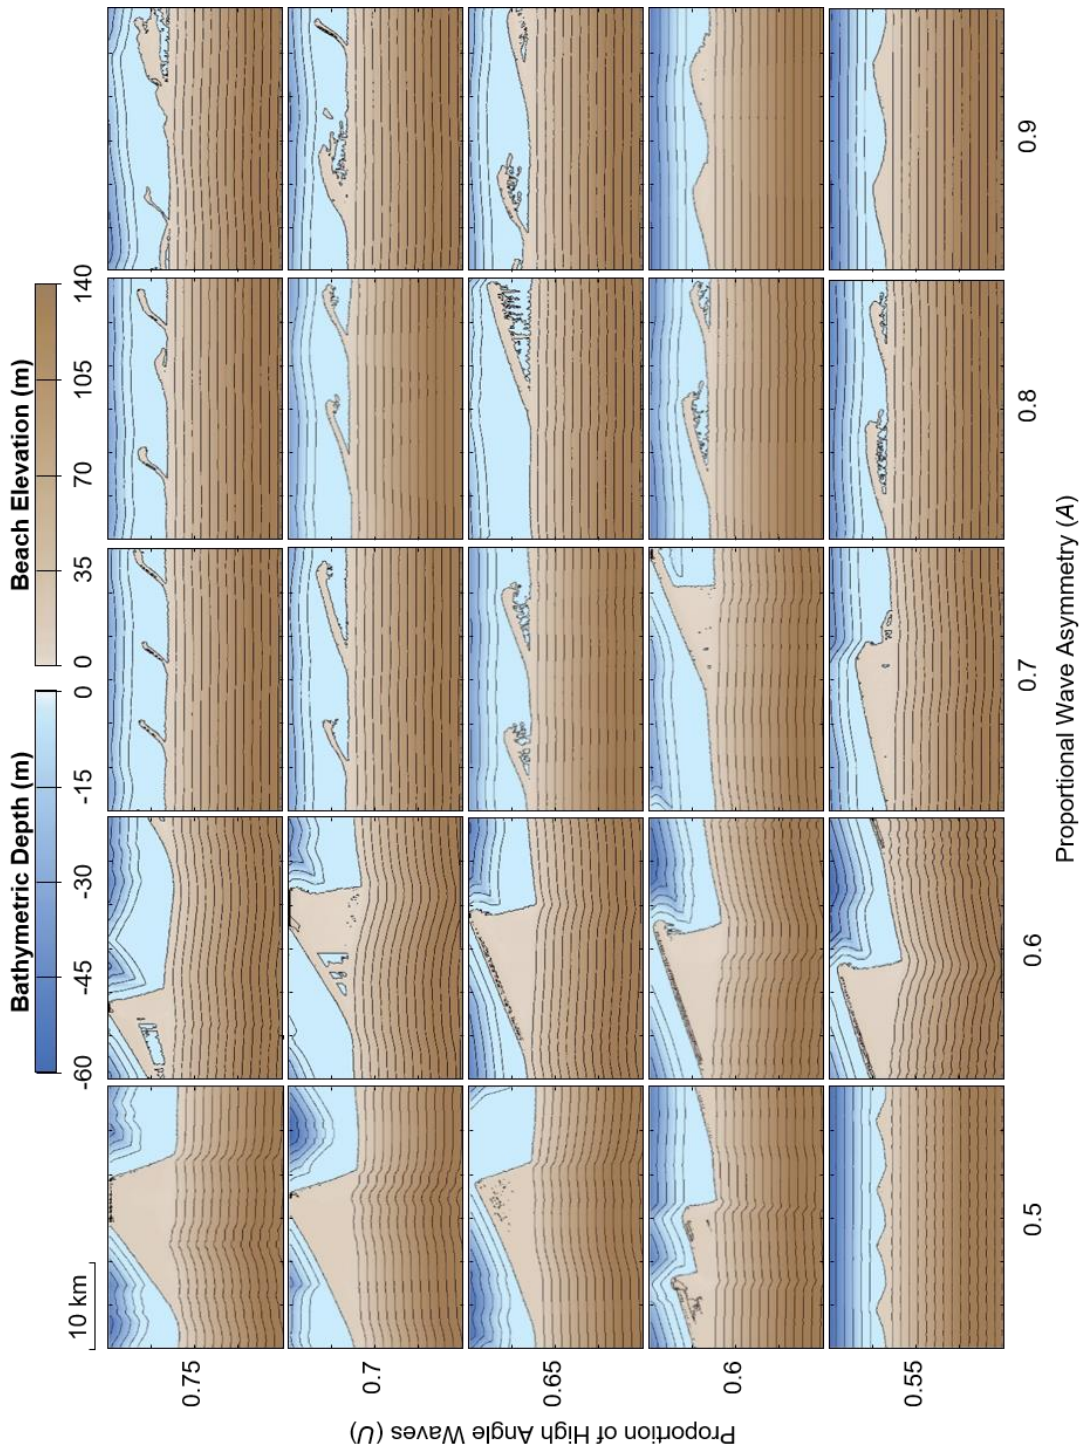 Bathymetric Depth (m)
-60 -45 -30 -15 0
Beach Elevation (m)
0 35 70 105 140
10 km
Proportion of High Angle Waves (U)
0.75
0.7
0.65
0.6
0.55
0.5 0.6 0.7 0.8 0.9
Proportional Wave Asymmetry (A)